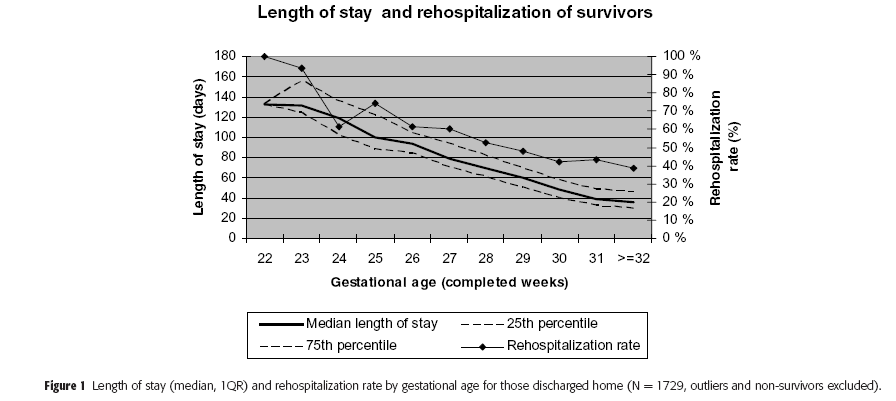 Length of stay and rehospitalization of survivors
180
160
140
120
100
80
60
40
20
0
Length of stay (days)
100 %
90 %
80 %
70 %
60 %
50 %
40 %
30 %
20 %
10 %
0 %
Rehospitalization
rate (%)
22 23 24 25 26 27 28 29 30 31 >=32
Gestational age (completed weeks)
Median length of stay 25th percentile
75th percentile Rehospitalization rate
Figure 1 Length of stay (median, 1QR) and rehospitalization rate by gestational age for those discharged home (N = 1729, outliers and non-survivors excluded).